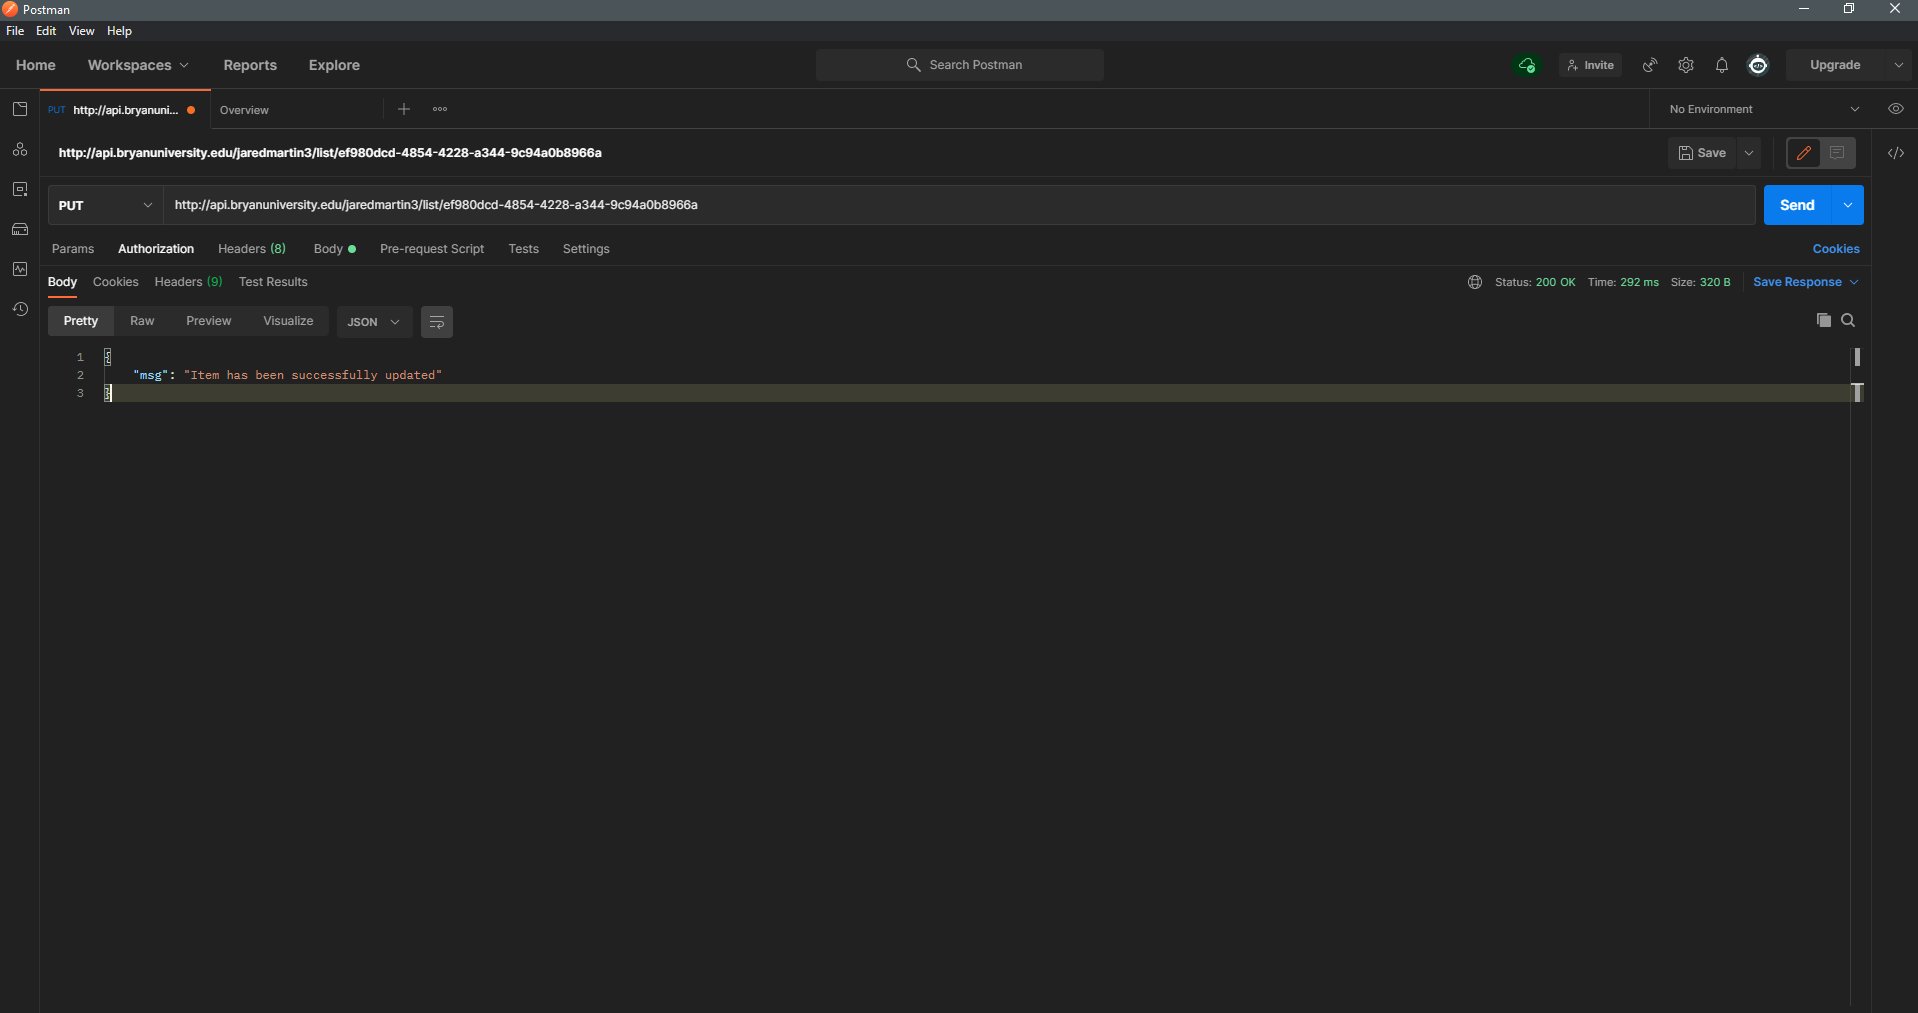 Postman
File Edit View Help
Home Workspaces Reports Explore Search Postman Invite Upgrade
PUT http://api.bryanuni... Overview No Environment
http://api.bryanuniversity.edu/jaredmartin3/list/ef980dcd-4854-4228-a344-9c94a0b8966a Save
PUT http://api.bryanuniversity.edu/jaredmartin3/list/ef980dcd-4854-4228-a344-9c94a0b8966a Send
Params Authorization Headers (8) Body Pre-request Script Tests Settings Cookies
Body Cookies Headers (9) Test Results Status: 200 OK Time: 292 ms Size: 320 B Save Response
Pretty Raw Preview Visualize JSON
1 {
2 "msg": "Item has been successfully updated"
3 }